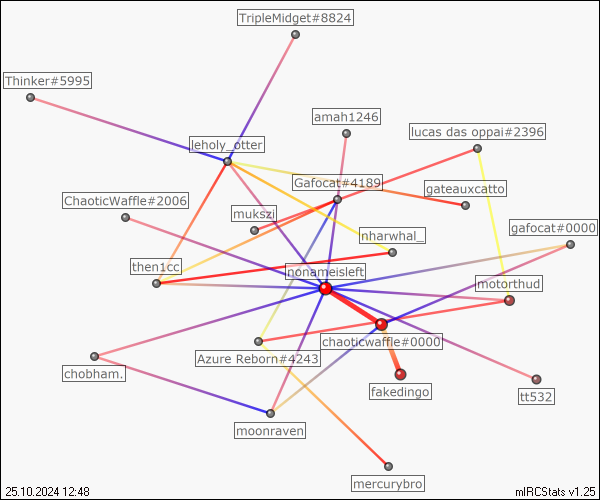 TripleMidget#8824
Thinker#5995
amah1246
lucas das oppai#2396
leholy_otter
Gafocat#4189
gateauxcatto
ChaoticWaffle#2006
mukszi
gafocat#0000
nharwhal_
then1cc
nonameisleft
motorthud
chaoticwaffle#0000
Azure Reborn#4243
chobham.
fakedingo
tt532
moonraven
mercurybro
25.10.2024 12:48
mIRCStats v1.25